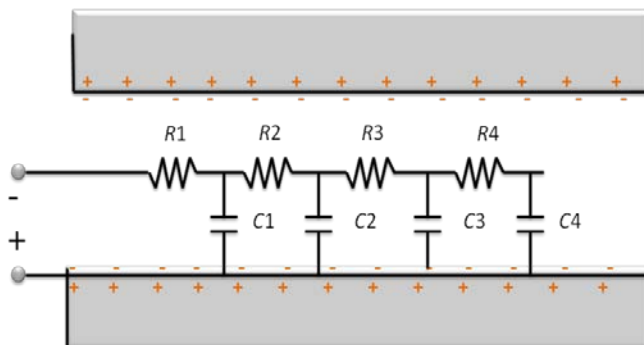 + + + + + + + + + + + + +
- - - - - - - - - - - - - -
R1 R2 R3 R4
-
C1 C2 C3 C4
+
- - - - - - - - - - - - -
+ + + + + + + + + + + + +